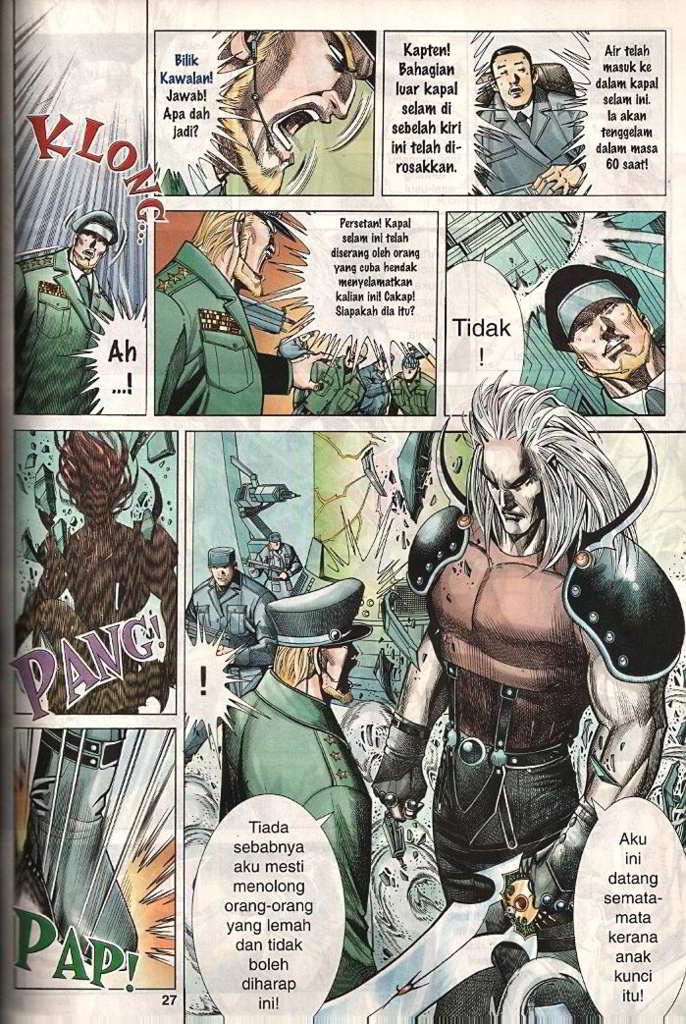 KLONG...
Ah
...!
Bilik
Kawalan!
Jawab!
Apa dah
jadi?
Kapten!
Bahagian
luar kapal
selam di
sebelah kiri
ini telah di-
rosakkan.
Air telah
masuk ke
dalam kapal
selam ini.
Ia akan
tenggelam
dalam masa
60 saat!
Persetan! Kapal
selam ini telah
diserang oleh orang
yang cuba hendak
menyelamatkan
kalian ini! Cakap!
Siapakah dia itu?
Tidak
!
PANG!
PAP!
!
Tiada
sebabnya
aku mesti
menolong
orang-orang
yang lemah
dan tidak
boleh
diharap
ini!
Aku
ini
datang
semata-
mata
kerana
anak
kunci
itu!
27